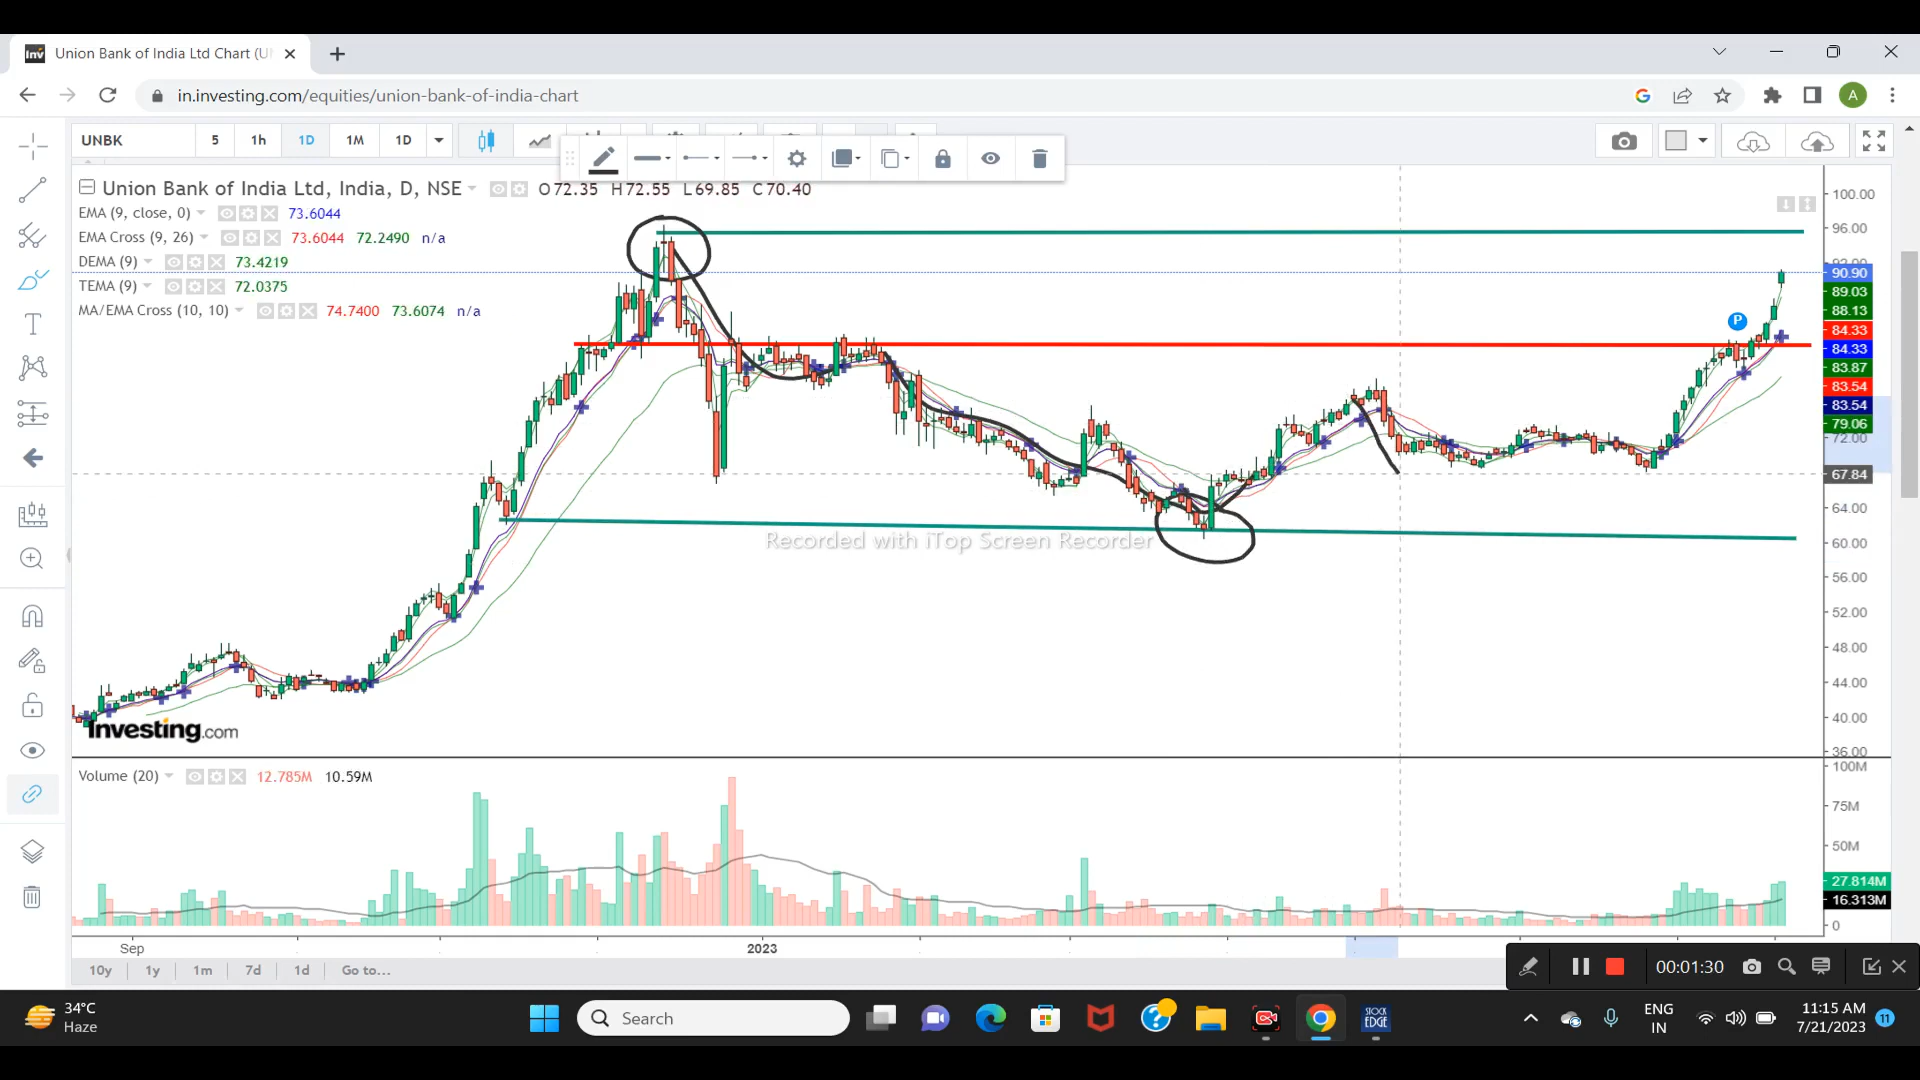 Inv Union Bank of India Ltd Chart (U
in.investing.com/equities/union-bank-of-india-chart
A
UNBK 5 1h 1D 1M 1D
Union Bank of India Ltd, India, D, NSE O72.35 H72.55 L69.85 C70.40
EMA (9, close, 0) 73.6044
EMA Cross (9, 26) 73.6044 72.2490 n/a
DEMA (9) 73.4219
TEMA (9) 72.0375
MA/EMA Cross (10, 10) 74.7400 73.6074 n/a
100.00
96.00
90.90
89.03
88.13
84.33
84.33
83.87
83.54
83.54
79.06
72.00
67.84
64.00
60.00
56.00
52.00
48.00
44.00
40.00
36.00
P
Recorded with iTop Screen Recorder
Investing.com
Volume (20) 12.785M 10.59M
100M
75M
50M
27.814M
16.313M
0
Sep 2023
10y 1y 1m 7d 1d Go to...
00:01:30
34°C
Haze
Search
STOCK
EDGE
ENG
IN
11:15 AM
7/21/2023
11